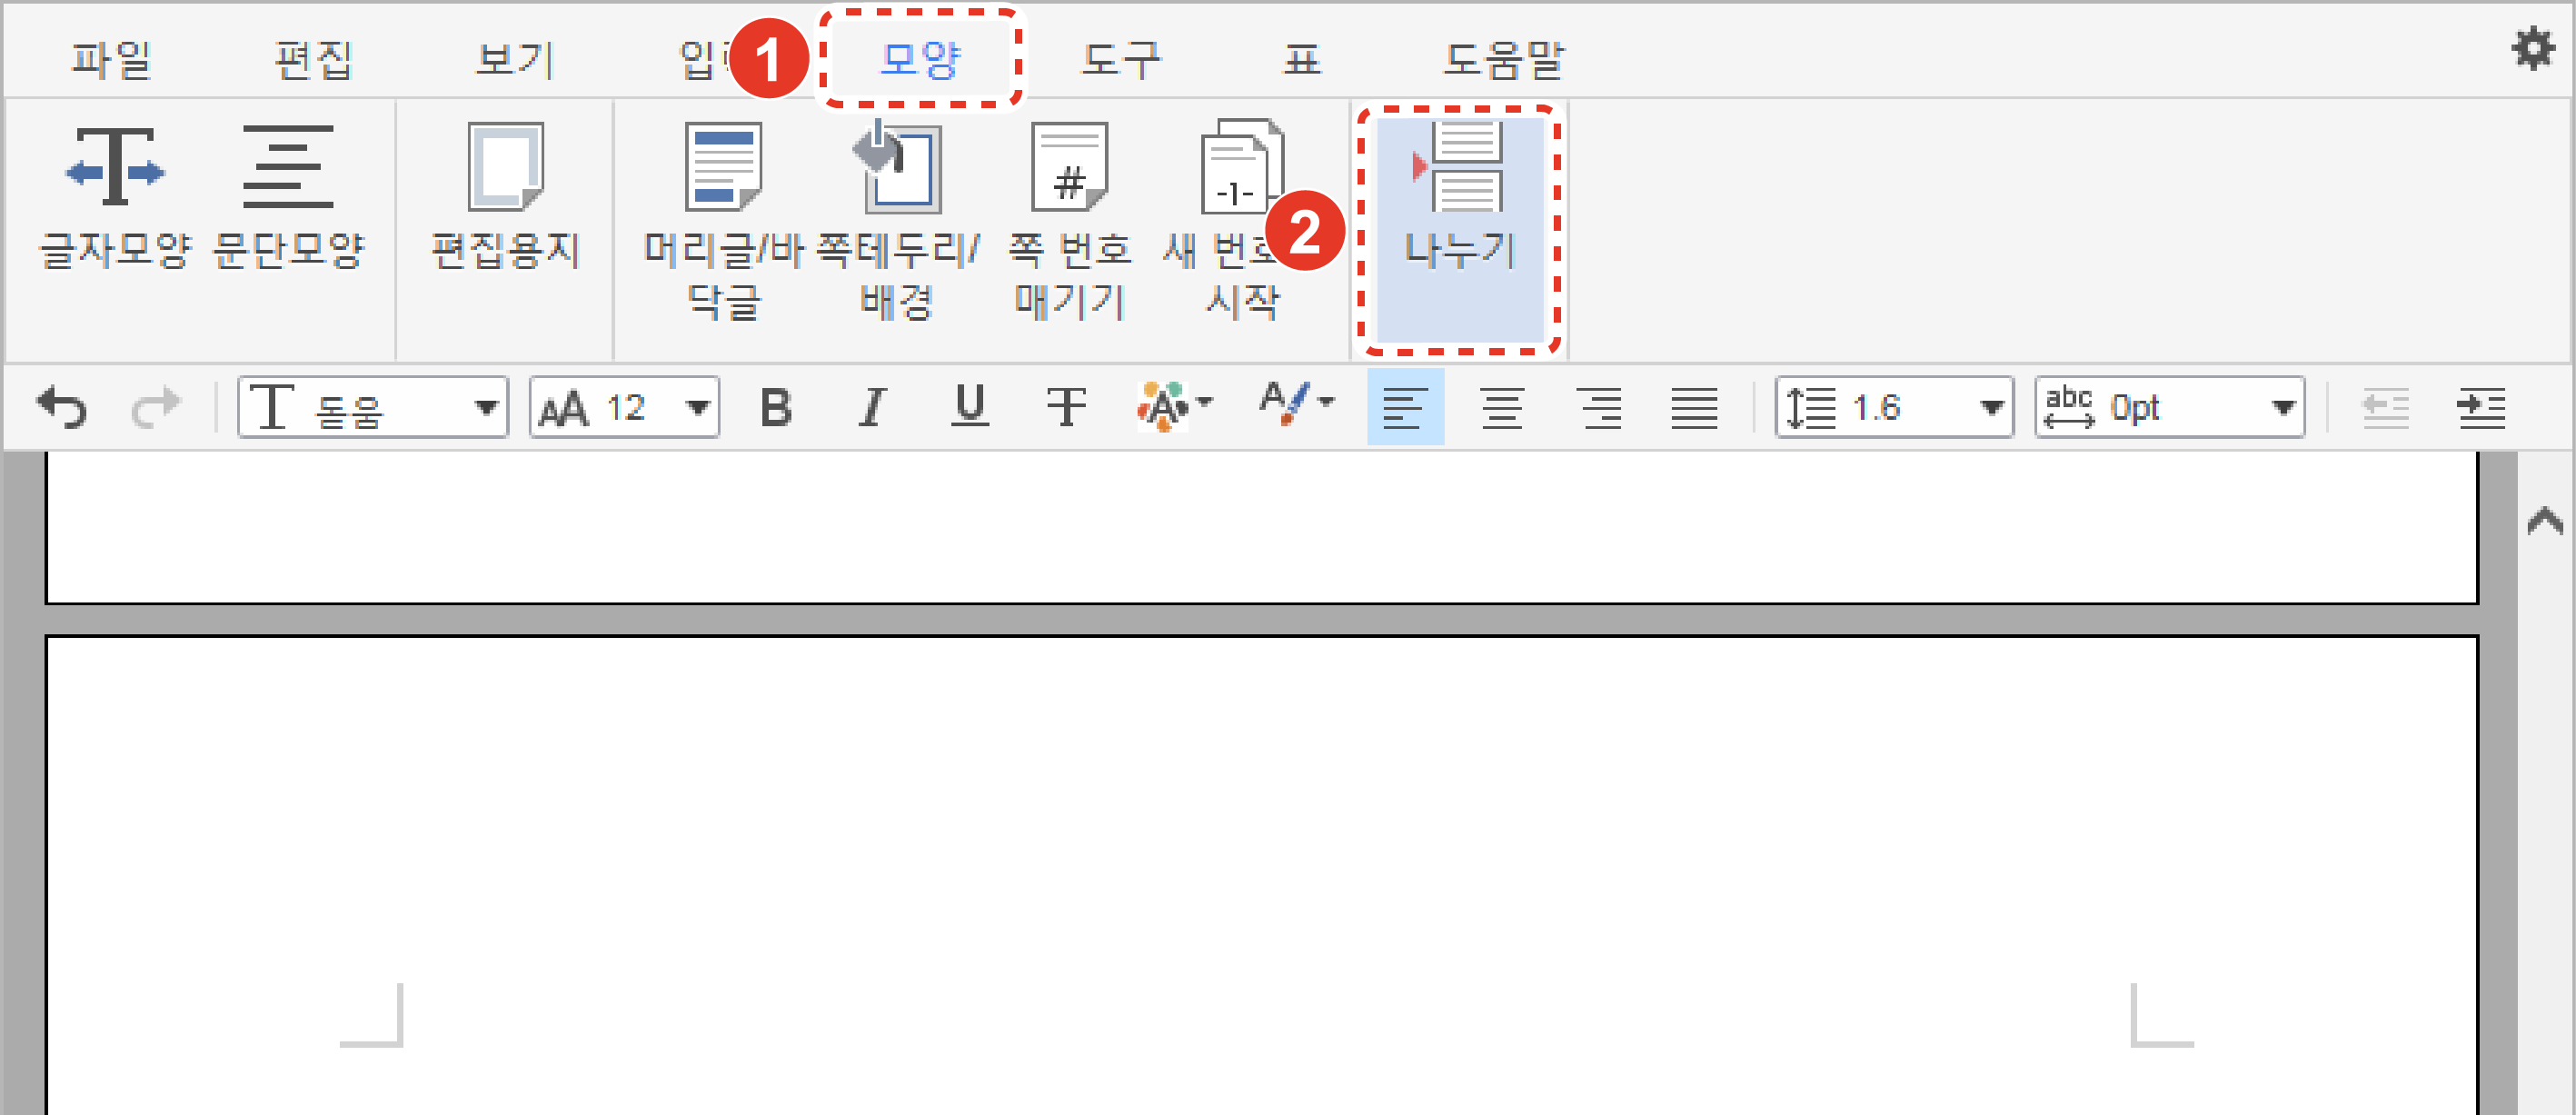 파일 편집 보기 1 모양 도구 표 도움말
글자모양 문단모양 편집용지 머리글/바닥글 쪽테두리/배경 쪽 번호 매기기 새 번호 시작 2 나누기
# -1-
돋움 12 B I U T A A 1.6 abc 0pt